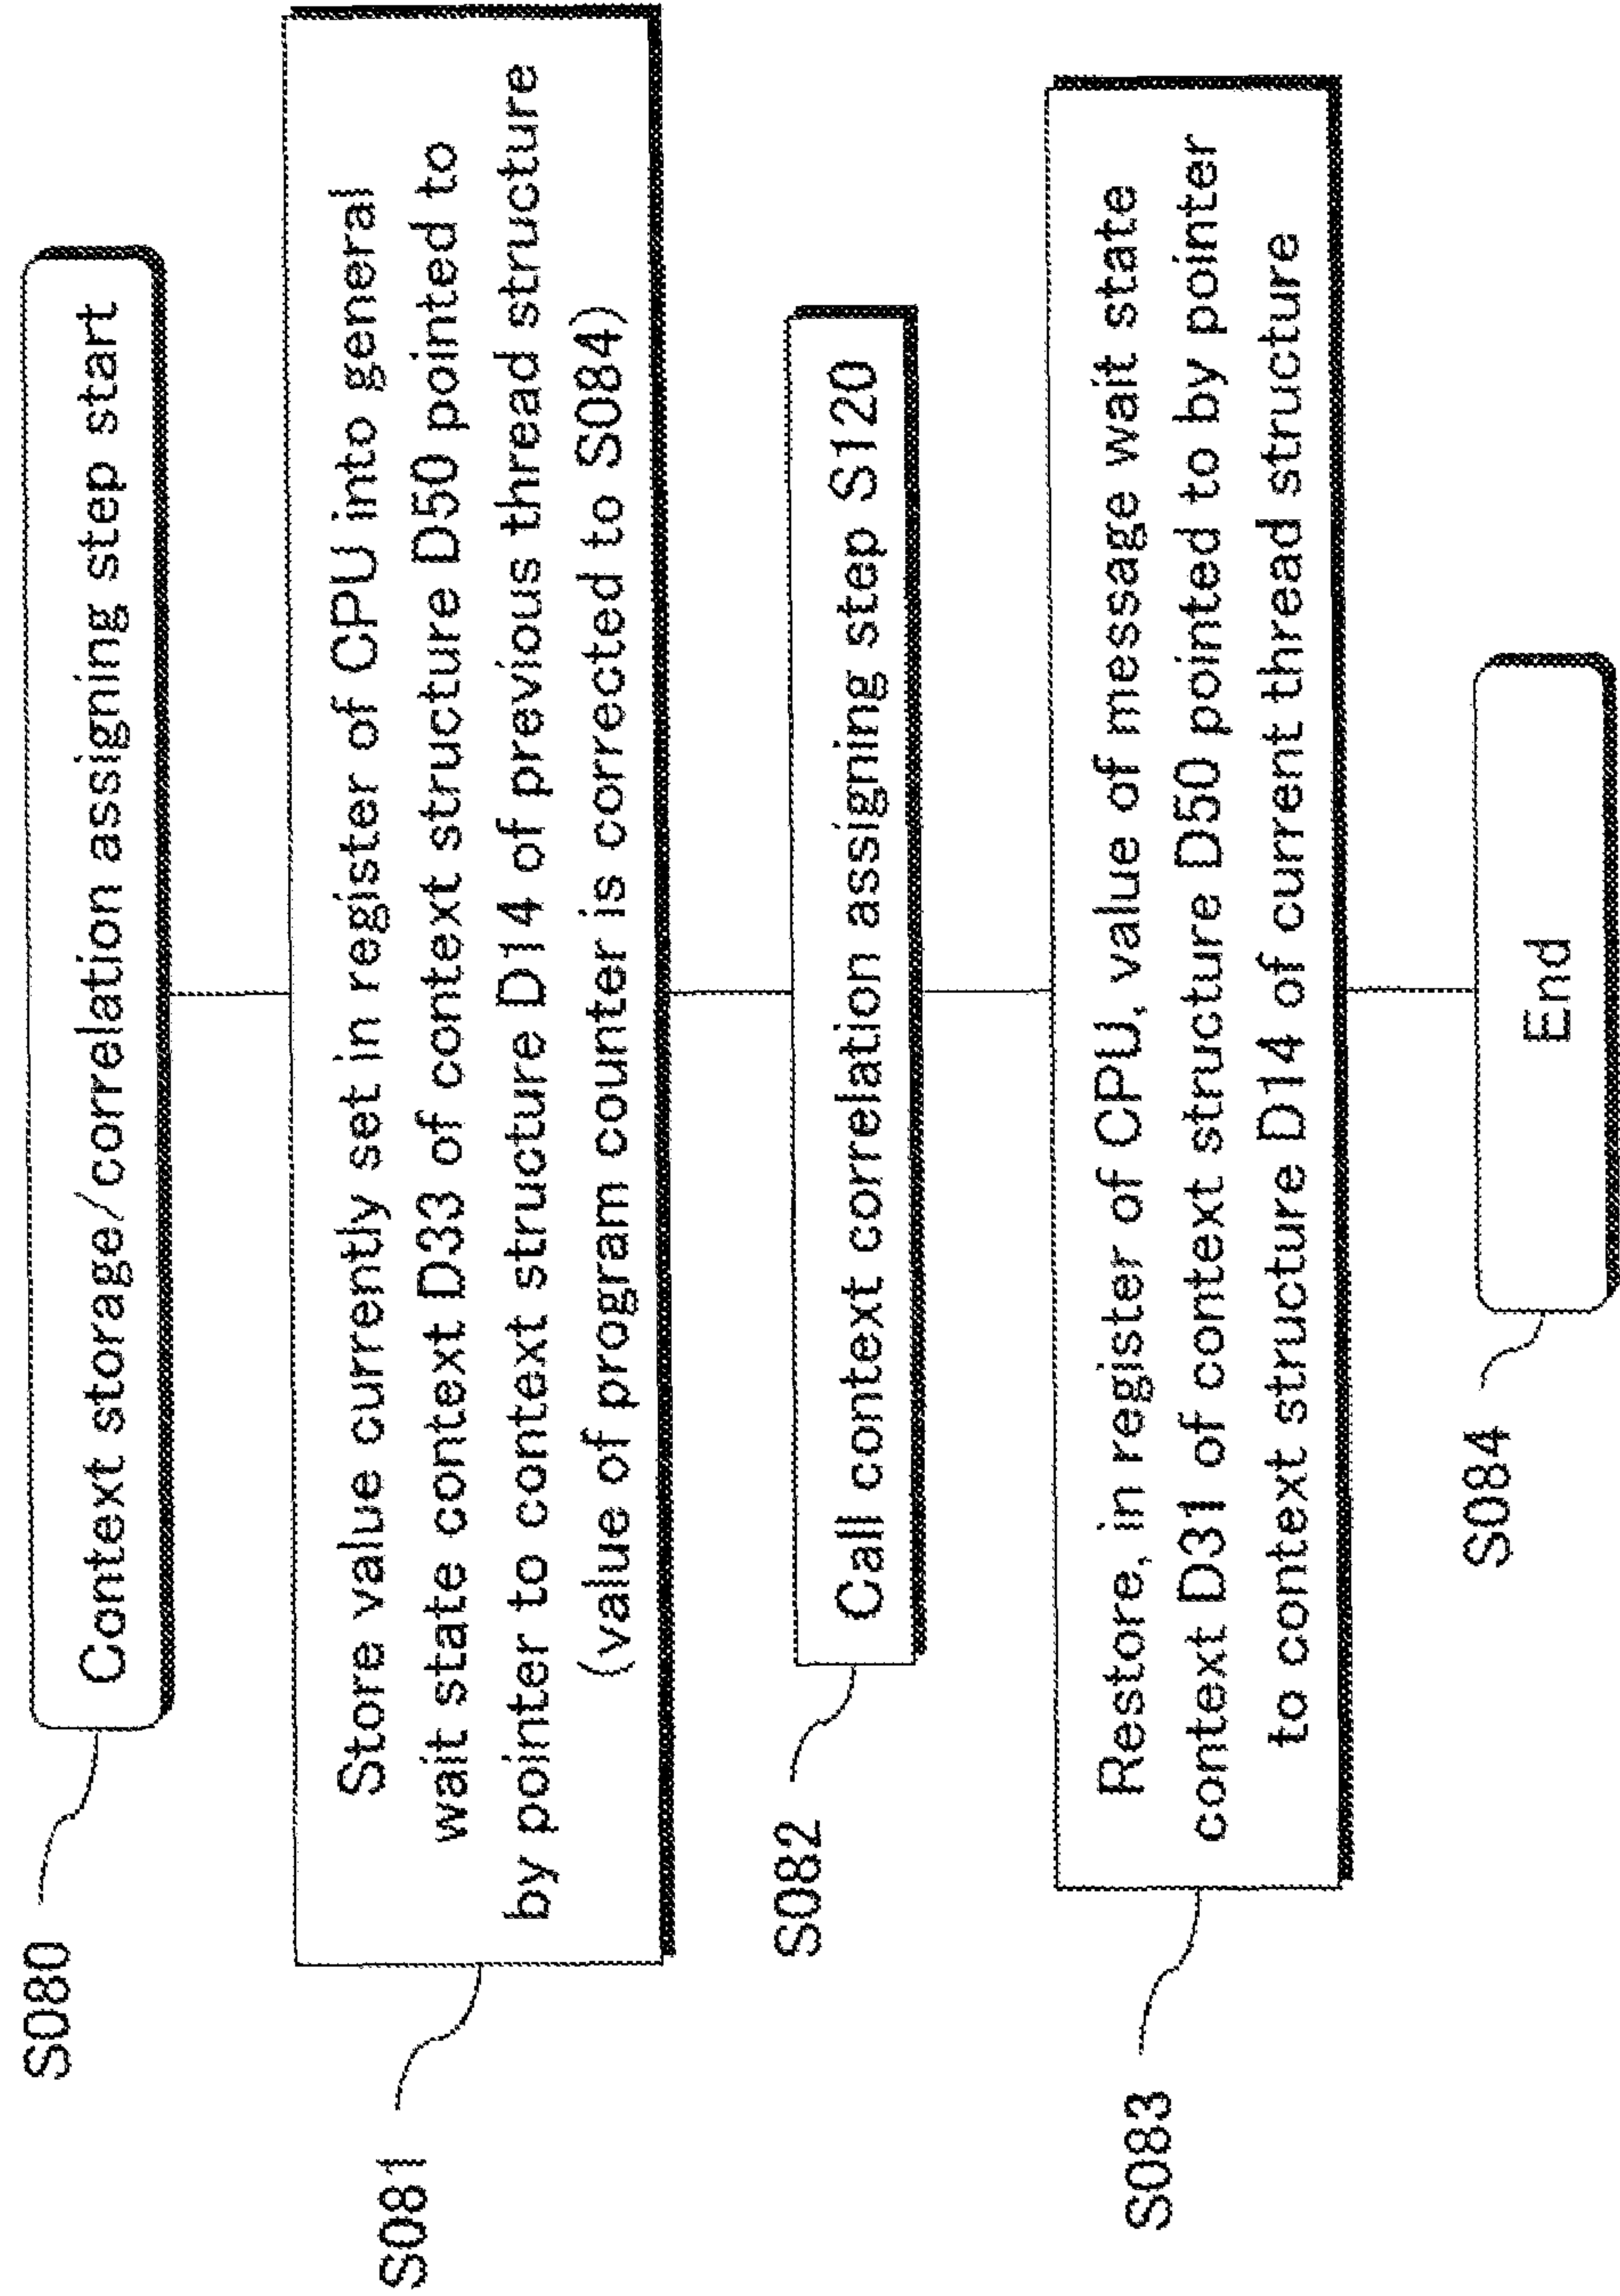 S080
Context storage/correlation assigning step start
S081
Store value currently set in register of CPU into general
wait state context D33 of context structure D50 pointed to
by pointer to context structure D14 of previous thread structure
(value of program counter is corrected to S084)
S082
Call context correlation assigning step S120
S083
Restore, in register of CPU, value of message wait state
context D31 of context structure D50 pointed to by pointer
to context structure D14 of current thread structure
S084
End